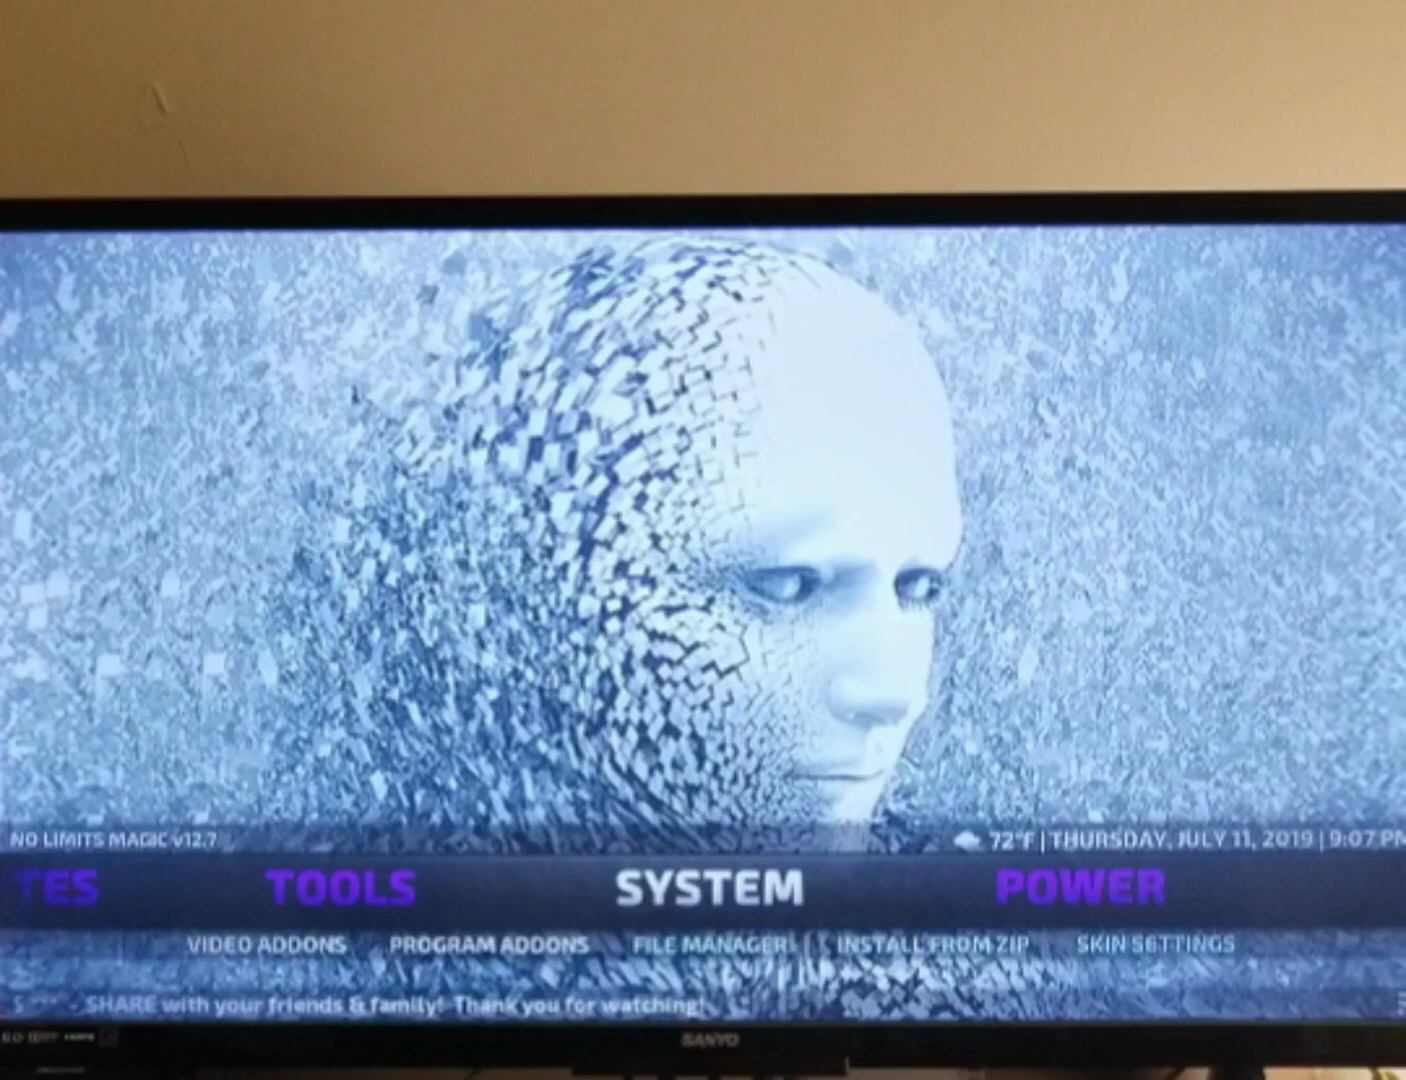 NO LIMITS MAGIC v12.7
72°F | THURSDAY, JULY 11, 2019 | 9:07 PM
TES TOOLS SYSTEM POWER
VIDEO ADDONS PROGRAM ADDONS FILE MANAGER INSTALL FROM ZIP SKIN SETTINGS
- SHARE with your friends & family! Thank you for watching!
SANYO